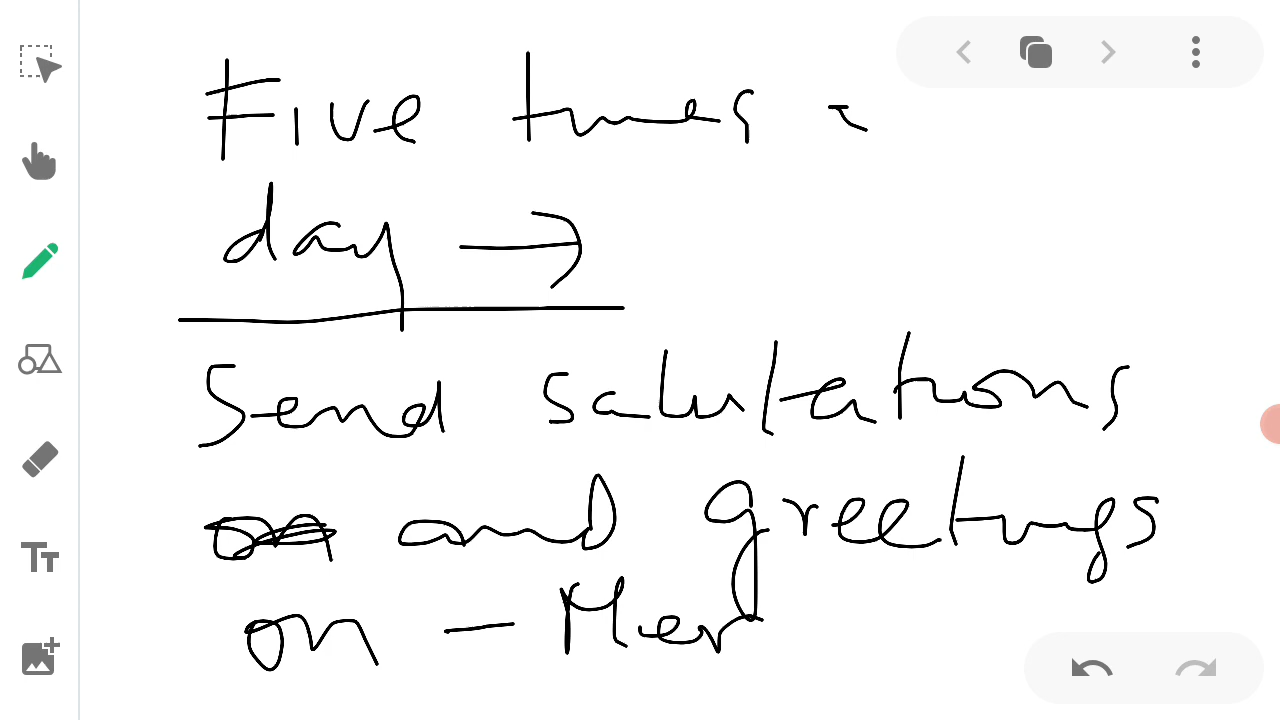 Five times a
day →
Send salutations
and greetings
on - Her